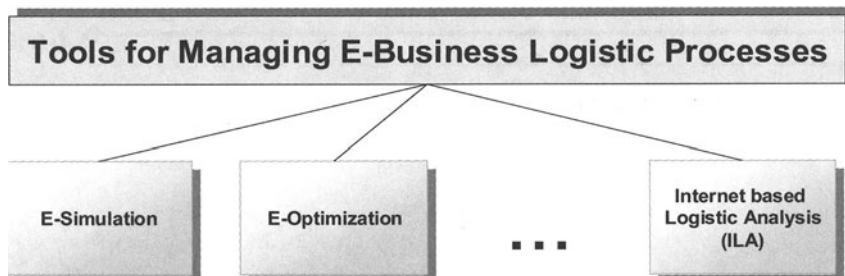 Tools for Managing E-Business Logistic Processes
E-Simulation
E-Optimization
...
Internet based
Logistic Analysis
(ILA)